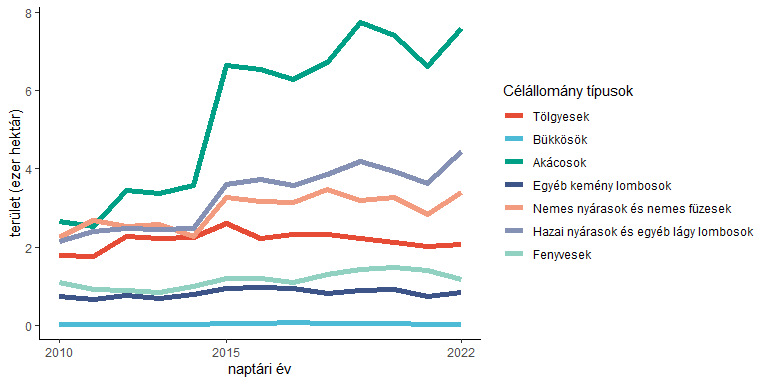 8
6
4
2
0
terület (ezer hektár)
2010
2015
2022
naptári év
Célállomány típusok
Tölgyesek
Bükkösök
Akácosok
Egyéb kemény lombosok
Nemes nyárasok és nemes füzesek
Hazai nyárasok és egyéb lágy lombosok
Fenyvesek